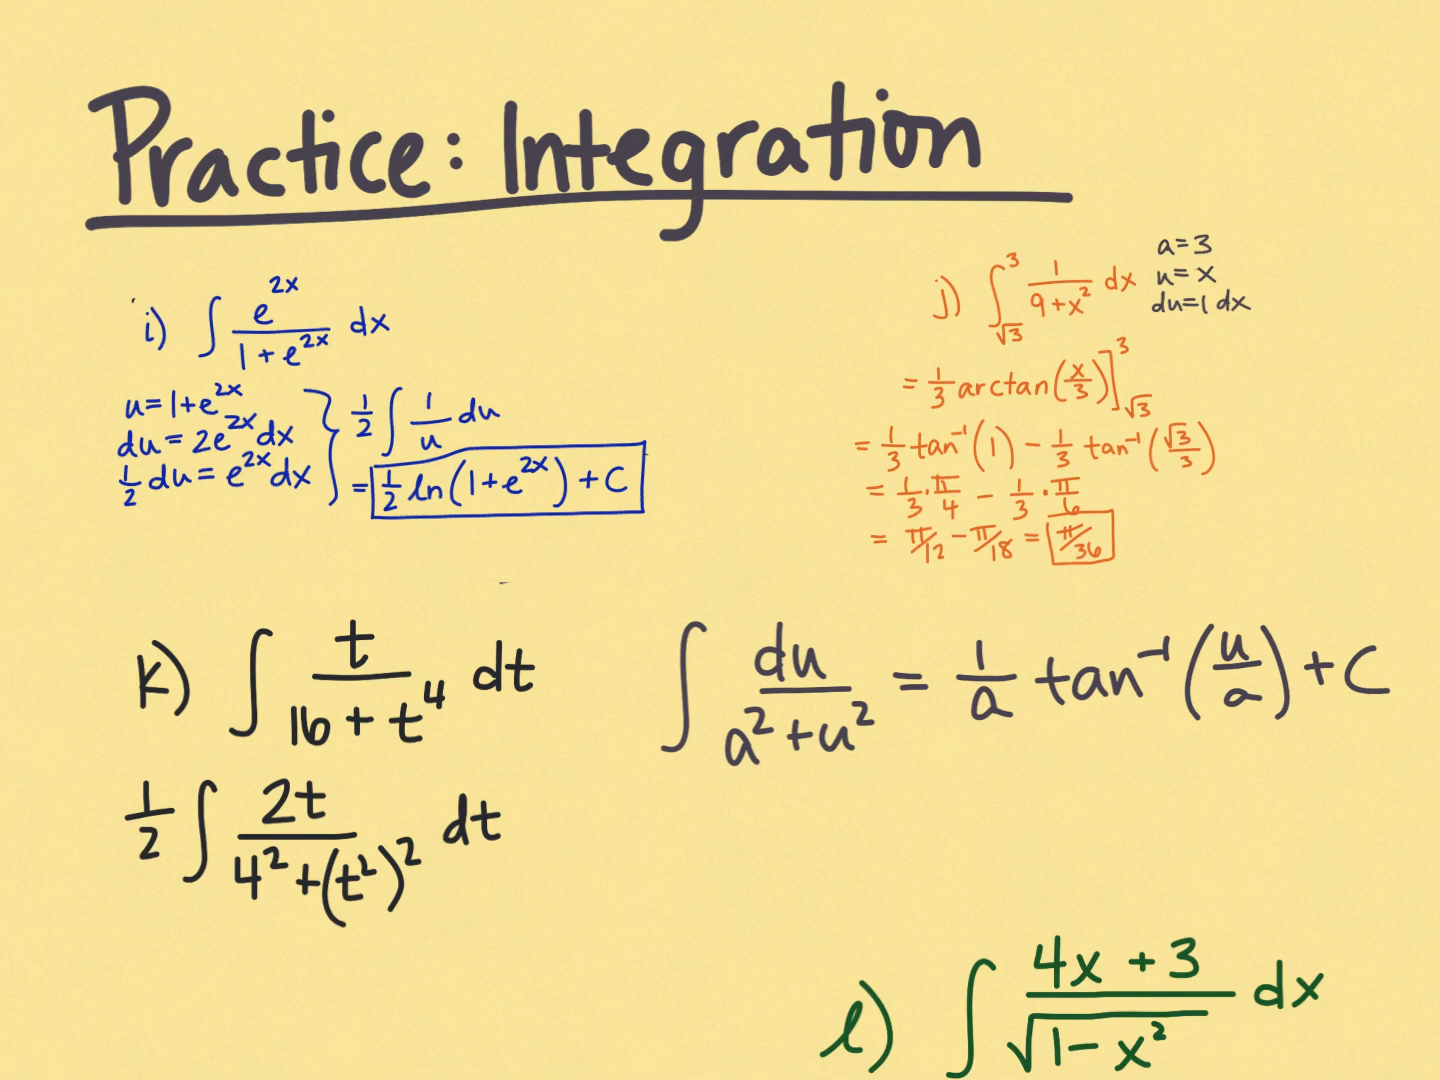 Practice: Integration
i) ∫ e^{2x} / (1 + e^{2x}) dx
u = 1 + e^{2x}
du = 2e^{2x} dx
1/2 du = e^{2x} dx
} 1/2 ∫ 1/u du
= 1/2 ln(1 + e^{2x}) + C
j) ∫_{√3}^{3} 1 / (9 + x²) dx
a = 3
u = x
du = 1 dx
= 1/3 arctan(x/3)]_{√3}^{3}
= 1/3 tan⁻¹(1) − 1/3 tan⁻¹(√3/3)
= 1/3 · π/4 − 1/3 · π/6
= π/12 − π/18 = π/36
k) ∫ t / (16 + t⁴) dt
1/2 ∫ 2t / (4² + (t²)²) dt
∫ du / (a² + u²) = 1/a tan⁻¹(u/a) + C
l) ∫ (4x + 3) / √(1 − x²) dx